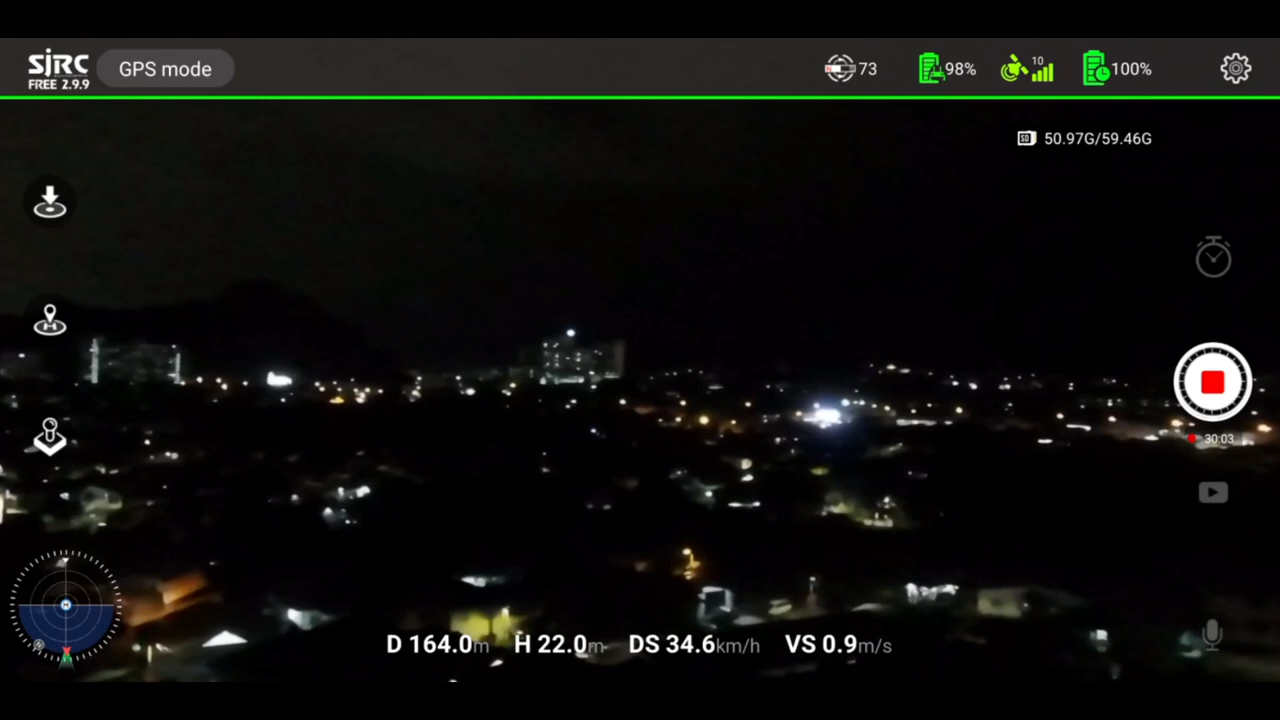 SJRC
FREE 2.9.9
GPS mode
73
98%
10
100%
SD
50.97G/59.46G
30:03
H
D 164.0m H 22.0m DS 34.6km/h VS 0.9m/s